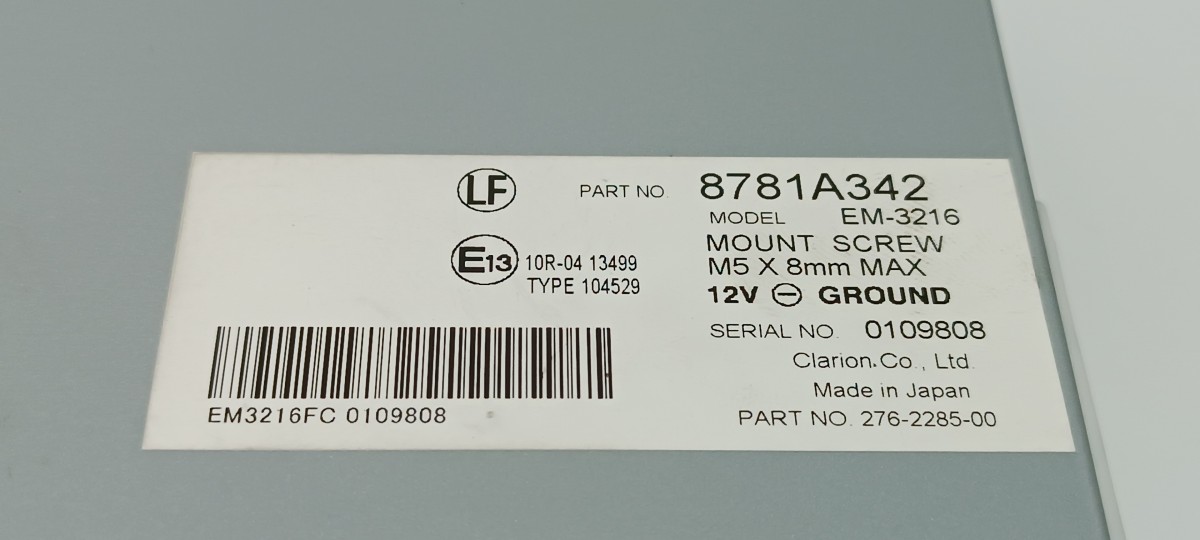 LF
PART NO. 8781A342
MODEL EM-3216
MOUNT SCREW
M5 X 8mm MAX
12V ⊖ GROUND
E13 10R-04 13499
TYPE 104529
SERIAL NO. 0109808
Clarion.Co., Ltd.
Made in Japan
PART NO. 276-2285-00
EM3216FC 0109808